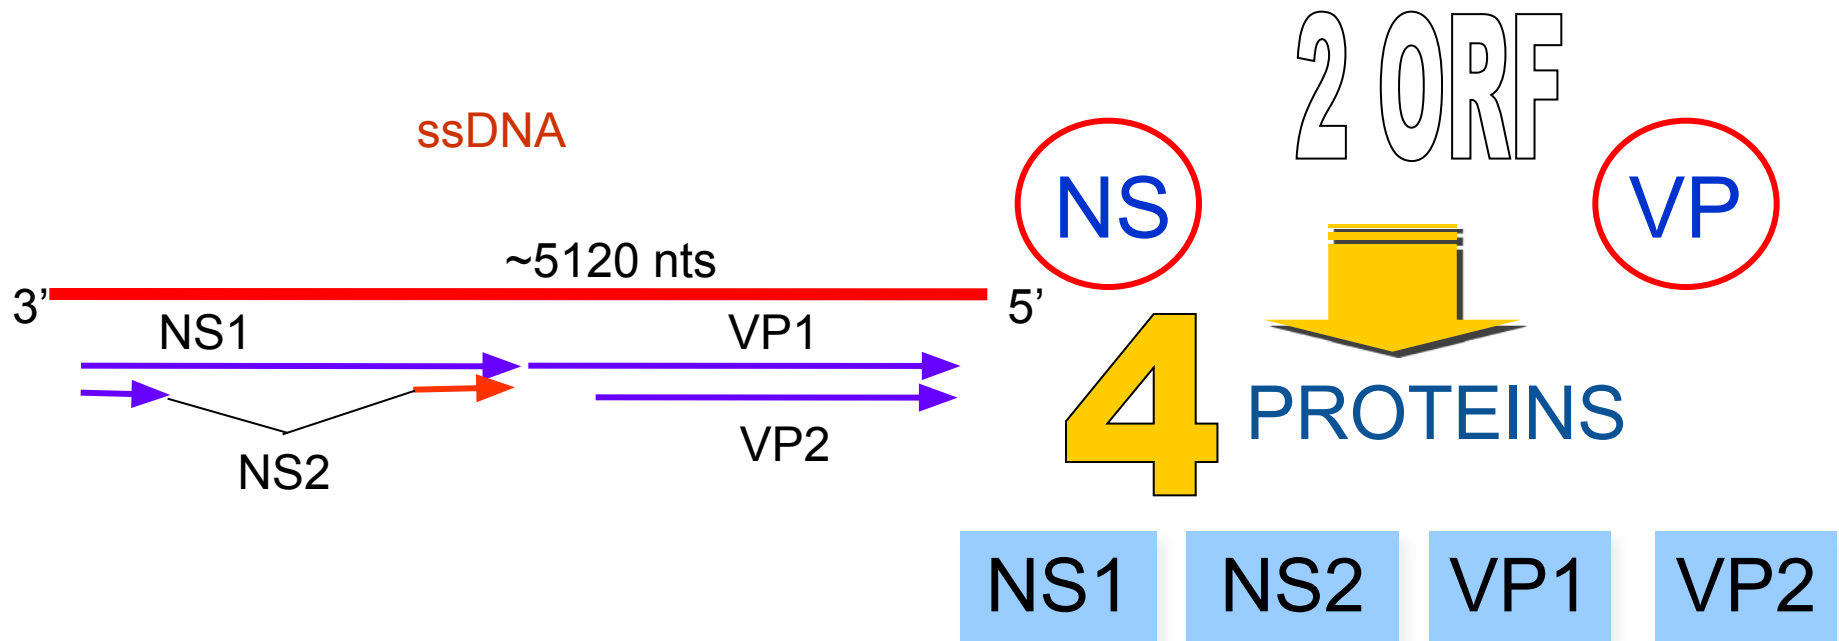 ssDNA
~5120 nts
3’
5’
NS1
VP1
NS2
VP2
2 ORF
NS
VP
4 PROTEINS
NS1
NS2
VP1
VP2